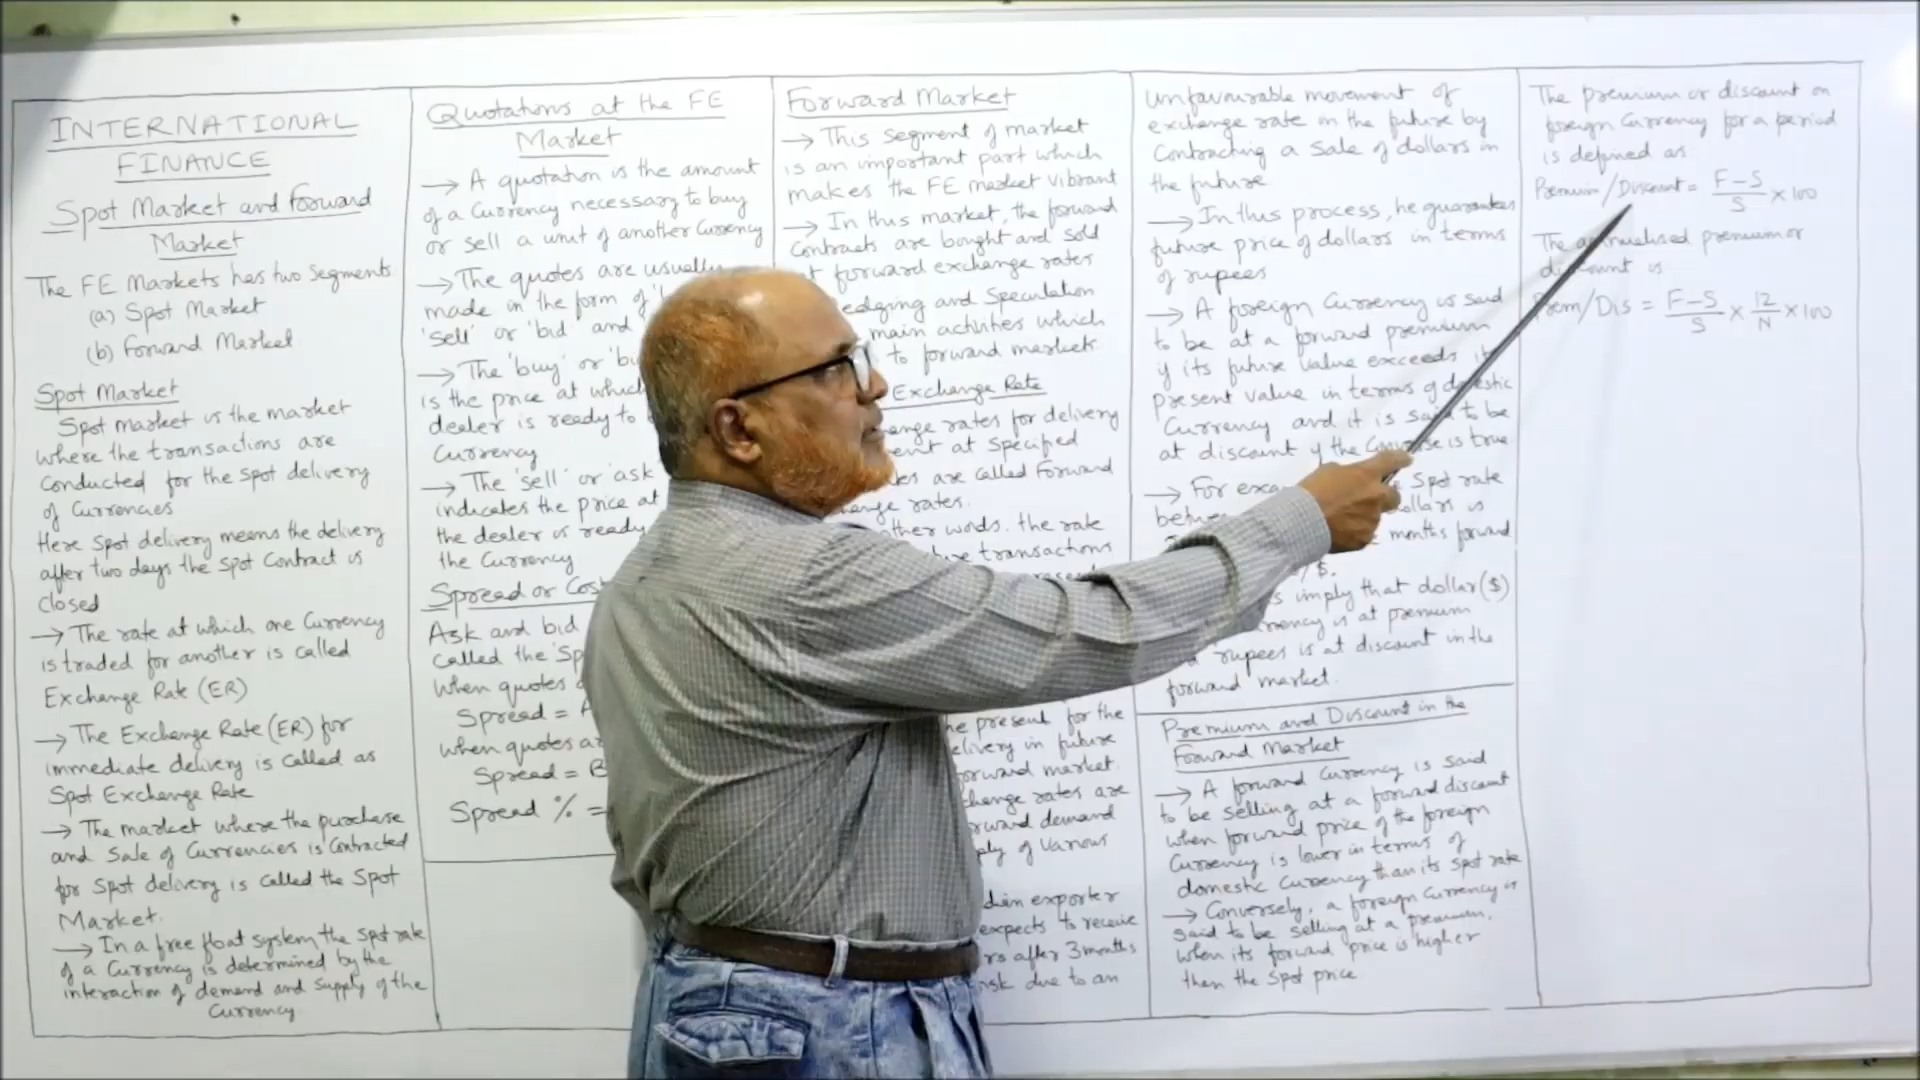 INTERNATIONAL
FINANCE
Spot Market and Forward
Market
The FE Markets has two segments
(a) Spot Market
(b) Forward Market
Spot Market
Spot market is the market
where the transactions are
conducted for the spot delivery
of Currencies
Here spot delivery means the delivery
after two days the spot Contract is
closed
→ The rate at which one Currency
is traded for another is called
Exchange Rate (ER)
→ The Exchange Rate (ER) for
immediate delivery is called as
Spot Exchange Rate
→ The market where the purchase
and Sale of Currencies is Contracted
for spot delivery is called the Spot
Market.
→ In a free float system, the spot rate
of a Currency is determined by the
interaction of demand and supply of the
Currency.
Quotations at the FE
Market
→ A quotation is the amount
of a Currency necessary to buy
or sell a unit of another Currency
→ The quotes are usually
made in the form of
'sell' or 'bid' and
→ The 'buy' or
is the price at which
dealer is ready to
Currency
→ The 'sell' or 'ask
indicates the price at
the dealer is ready
the Currency
Spread or
Ask and bid
called the
when quotes
Spread =
when quotes
Spread =
Spread % =
Forward Market
→ This segment of market
is an important part which
makes the FE market vibrant
→ In this market, the forward
Contracts are bought and sold
forward exchange rates
and Speculation
main activities which
to forward markets
Exchange Rate
rates for delivery
at specified
are called Forward
rates.
words. the rate
transactions
present for the
in future
market.
rates are
demand
of various
exporter
expects to receive
after 3 months
due to an
unfavourable movement of
exchange rate in the future by
Contracting a sale of dollars in
the future
→ In this process, he guarantees
future price of dollars in terms
of rupees
→ A foreign Currency is said
to be at a forward premium
if its future value exceeds its
present value in terms of domestic
Currency and it is said to be
at discount if the Converse is true
→ For Spot rate
is
months forward
/$.
imply that dollar ($)
is at premium
rupees is at discount in the
forward market.
Premium and Discount in the
Forward Market
→ A forward Currency is said
to be selling at a forward discount
when forward price of the foreign
Currency is lower in terms of
domestic Currency than its spot rate
→ Conversely, a foreign Currency is
said to be selling at a premium,
when its forward price is higher
than the spot price
The premium or discount on
foreign Currency for a period
is defined as
Premium/Discount = F-S/S × 100
The annualised premium or
discount is
Prem/Dis = F-S/S × 12/N × 100